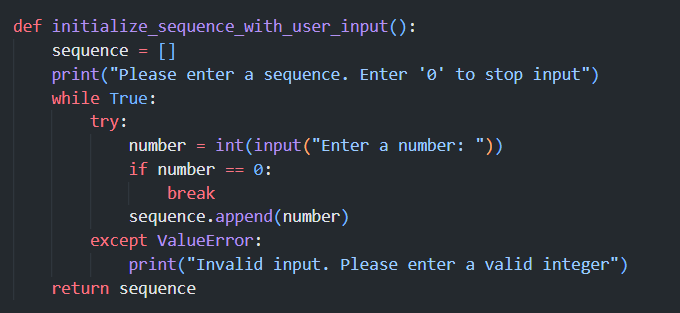 def initialize_sequence_with_user_input():
    sequence = []
    print("Please enter a sequence. Enter '0' to stop input")
    while True:
        try:
            number = int(input("Enter a number: "))
            if number == 0:
                break
            sequence.append(number)
        except ValueError:
            print("Invalid input. Please enter a valid integer")
    return sequence